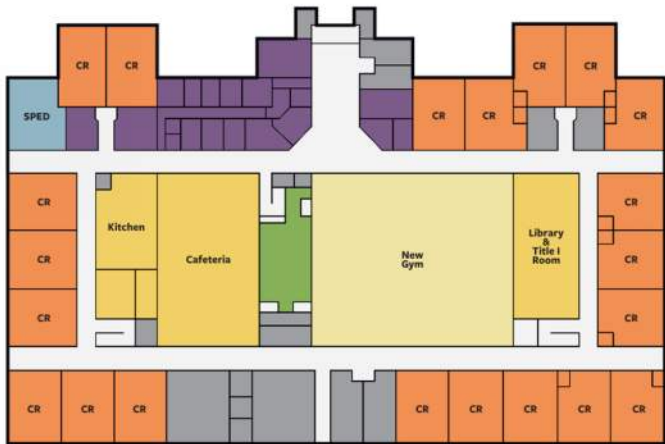 CR CR
CR CR
SPED
CR CR
CR
CR
Kitchen
Cafeteria
New
Gym
Library
&
Title I
Room
CR
CR
CR
CR
CR
CR CR CR
CR CR CR CR CR